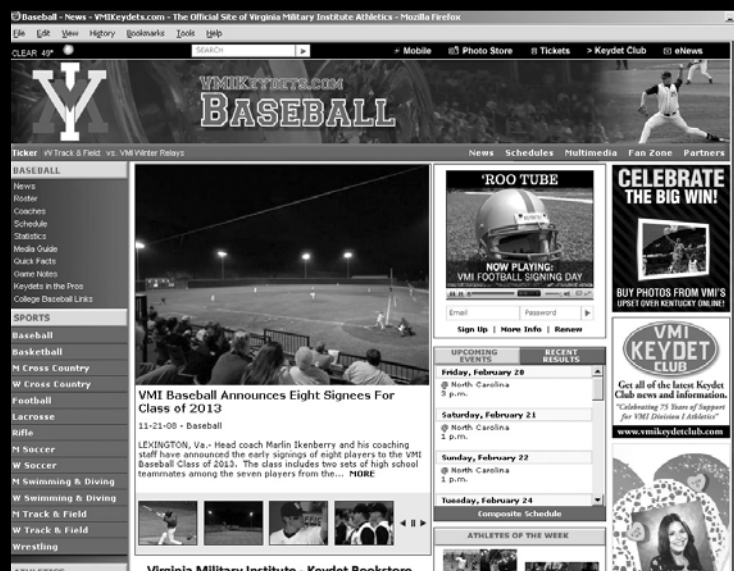 Baseball - News - VMIKeydets.com - The Official Site of Virginia Military Institute Athletics - Mozilla Firefox
File Edit View History Bookmarks Tools Help
CLEAR 49°
SEARCH
Mobile
Photo Store
Tickets
> Keydet Club
eNews
VMI
VMIKEYDETS.COM
BASEBALL
Ticker W Track & Field vs. VMI Winter Relays
News Schedules Multimedia Fan Zone Partners
BASEBALL
News
Roster
Coaches
Schedule
Statistics
Media Guide
Quick Facts
Game Notes
Keydets in the Pros
College Baseball Links
SPORTS
Baseball
Basketball
M Cross Country
W Cross Country
Football
Lacrosse
Rifle
M Soccer
W Soccer
M Swimming & Diving
W Swimming & Diving
M Track & Field
W Track & Field
Wrestling
ATHLETICS
VMI Baseball Announces Eight Signees For
Class of 2013
11-21-08 - Baseball
LEXINGTON, Va.- Head coach Marlin Ikenberry and his coaching
staff have announced the early signings of eight players to the VMI
Baseball Class of 2013. The class includes two sets of high school
teammates among the seven players from the... MORE
Virginia Military Institute - Keydet Bookstore
'ROO TUBE
NOW PLAYING:
VMI FOOTBALL SIGNING DAY
Email
Password
Sign Up | More Info | Renew
UPCOMING
EVENTS
RECENT
RESULTS
Friday, February 20
@ North Carolina
3 p.m.
Saturday, February 21
@ North Carolina
1 p.m.
Sunday, February 22
@ North Carolina
1 p.m.
Tuesday, February 24
Composite Schedule
ATHLETES OF THE WEEK
CELEBRATE
THE BIG WIN!
BUY PHOTOS FROM VMI'S
UPSET OVER KENTUCKY ONLINE!
VMI
KEYDET
CLUB
Get all of the latest Keydet
Club news and information.
"Celebrating 75 Years of Support
for VMI Division I Athletics"
www.vmikeydetclub.com